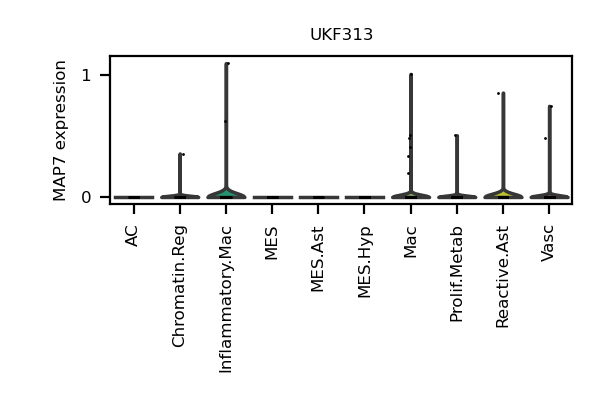 UKF313
MAP7 expression
1
0
AC
Chromatin.Reg
Inflammatory.Mac
MES
MES.Ast
MES.Hyp
Mac
Prolif.Metab
Reactive.Ast
Vasc